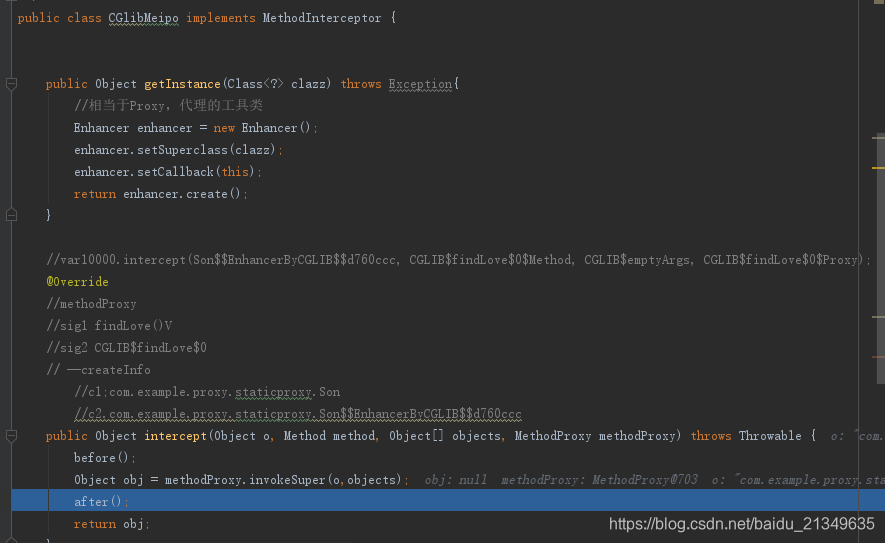 public class CGlibMeipo implements MethodInterceptor {
public Object getInstance(Class<?> clazz) throws Exception{
//相当于Proxy，代理的工具类
Enhancer enhancer = new Enhancer();
enhancer.setSuperclass(clazz);
enhancer.setCallback(this);
return enhancer.create();
}
//var10000.intercept(Son$$EnhancerByCGLIB$$d760ccc, CGLIB$findLove$0$Method, CGLIB$emptyArgs, CGLIB$findLove$0$Proxy);
@Override
//methodProxy
//sig1 findLove()V
//sig2 CGLIB$findLove$0
// —createInfo
//c1;com.example.proxy.staticproxy.Son
//c2.com.example.proxy.staticproxy.Son$$EnhancerByCGLIB$$d760ccc
public Object intercept(Object o, Method method, Object[] objects, MethodProxy methodProxy) throws Throwable { o: "com.
before();
Object obj = methodProxy.invokeSuper(o,objects); obj: null methodProxy: MethodProxy@703 o: "com.example.proxy.sta
after();
return obj;
https://blog.csdn.net/baidu_21349635